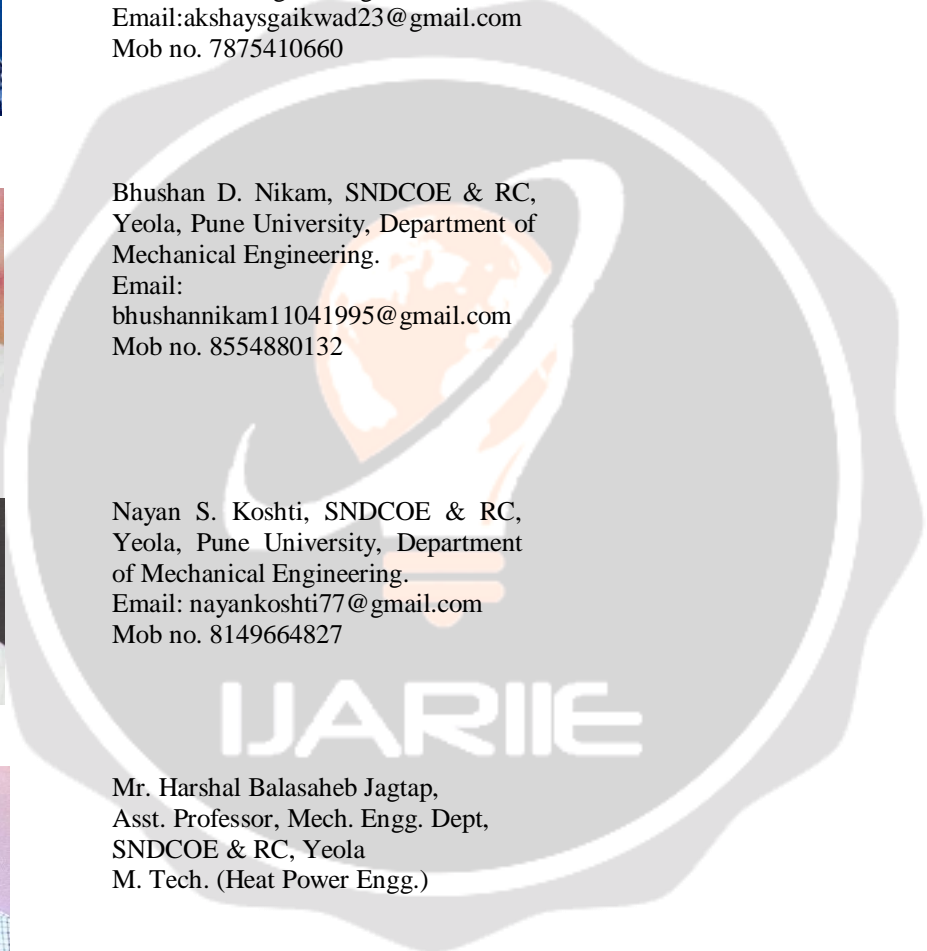 Email:akshaysgaikwad23@gmail.com
Mob no. 7875410660
Bhushan D. Nikam, SNDCOE & RC,
Yeola, Pune University, Department of
Mechanical Engineering.
Email:
bhushannikam11041995@gmail.com
Mob no. 8554880132
Nayan S. Koshti, SNDCOE & RC,
Yeola, Pune University, Department
of Mechanical Engineering.
Email: nayankoshti77@gmail.com
Mob no. 8149664827
IJARIIE
Mr. Harshal Balasaheb Jagtap,
Asst. Professor, Mech. Engg. Dept,
SNDCOE & RC, Yeola
M. Tech. (Heat Power Engg.)